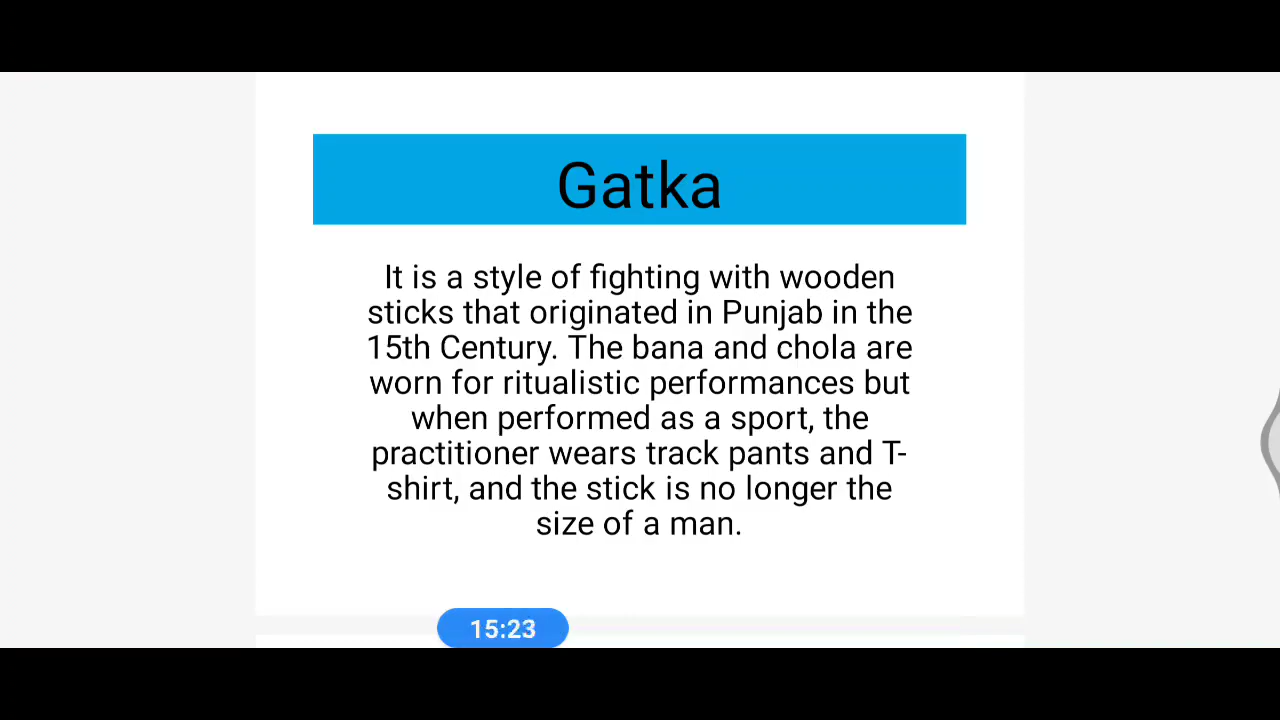 Gatka
It is a style of fighting with wooden
sticks that originated in Punjab in the
15th Century. The bana and chola are
worn for ritualistic performances but
when performed as a sport, the
practitioner wears track pants and T-
shirt, and the stick is no longer the
size of a man.
15:23